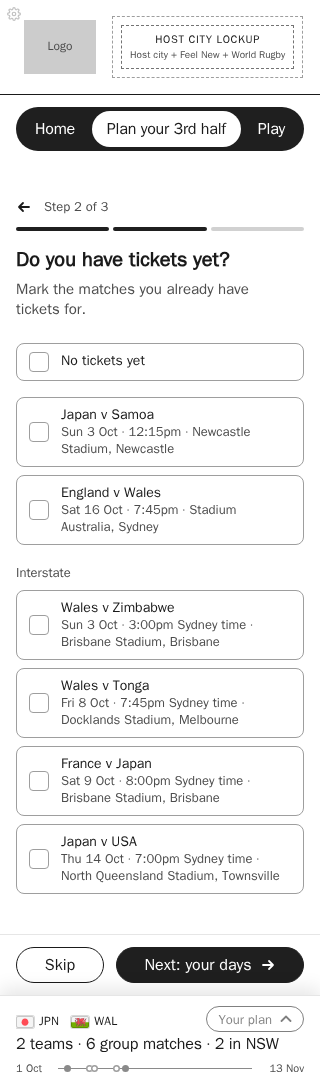 Logo
HOST CITY LOCKUP
Host city + Feel New + World Rugby
Home
Plan your 3rd half
Play
Step 2 of 3
Do you have tickets yet?
Mark the matches you already have
tickets for.
No tickets yet
Japan v Samoa
Sun 3 Oct · 12:15pm · Newcastle
Stadium, Newcastle
England v Wales
Sat 16 Oct · 7:45pm · Stadium
Australia, Sydney
Interstate
Wales v Zimbabwe
Sun 3 Oct · 3:00pm Sydney time ·
Brisbane Stadium, Brisbane
Wales v Tonga
Fri 8 Oct · 7:45pm Sydney time ·
Docklands Stadium, Melbourne
France v Japan
Sat 9 Oct · 8:00pm Sydney time ·
Brisbane Stadium, Brisbane
Japan v USA
Thu 14 Oct · 7:00pm Sydney time ·
North Queensland Stadium, Townsville
Skip
Next: your days
JPN
WAL
Your plan
2 teams · 6 group matches · 2 in NSW
1 Oct
13 Nov